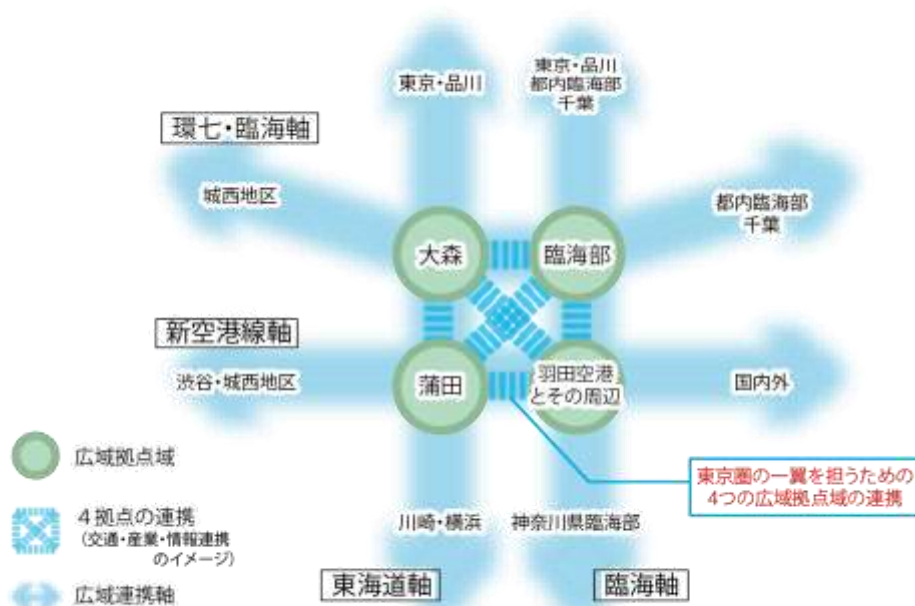 東京・品川
東京・品川
都内臨海部
千葉
環七・臨海軸
城西地区
都内臨海部
千葉
大森
臨海部
新空港線軸
渋谷・城西地区
蒲田
羽田空港
とその周辺
国内外
広域拠点域
東京圏の一翼を担うための
4つの広域拠点域の連携
4拠点の連携
(交通・産業・情報連携
のイメージ)
川崎・横浜
神奈川県臨海部
広域連携軸
東海道軸
臨海軸